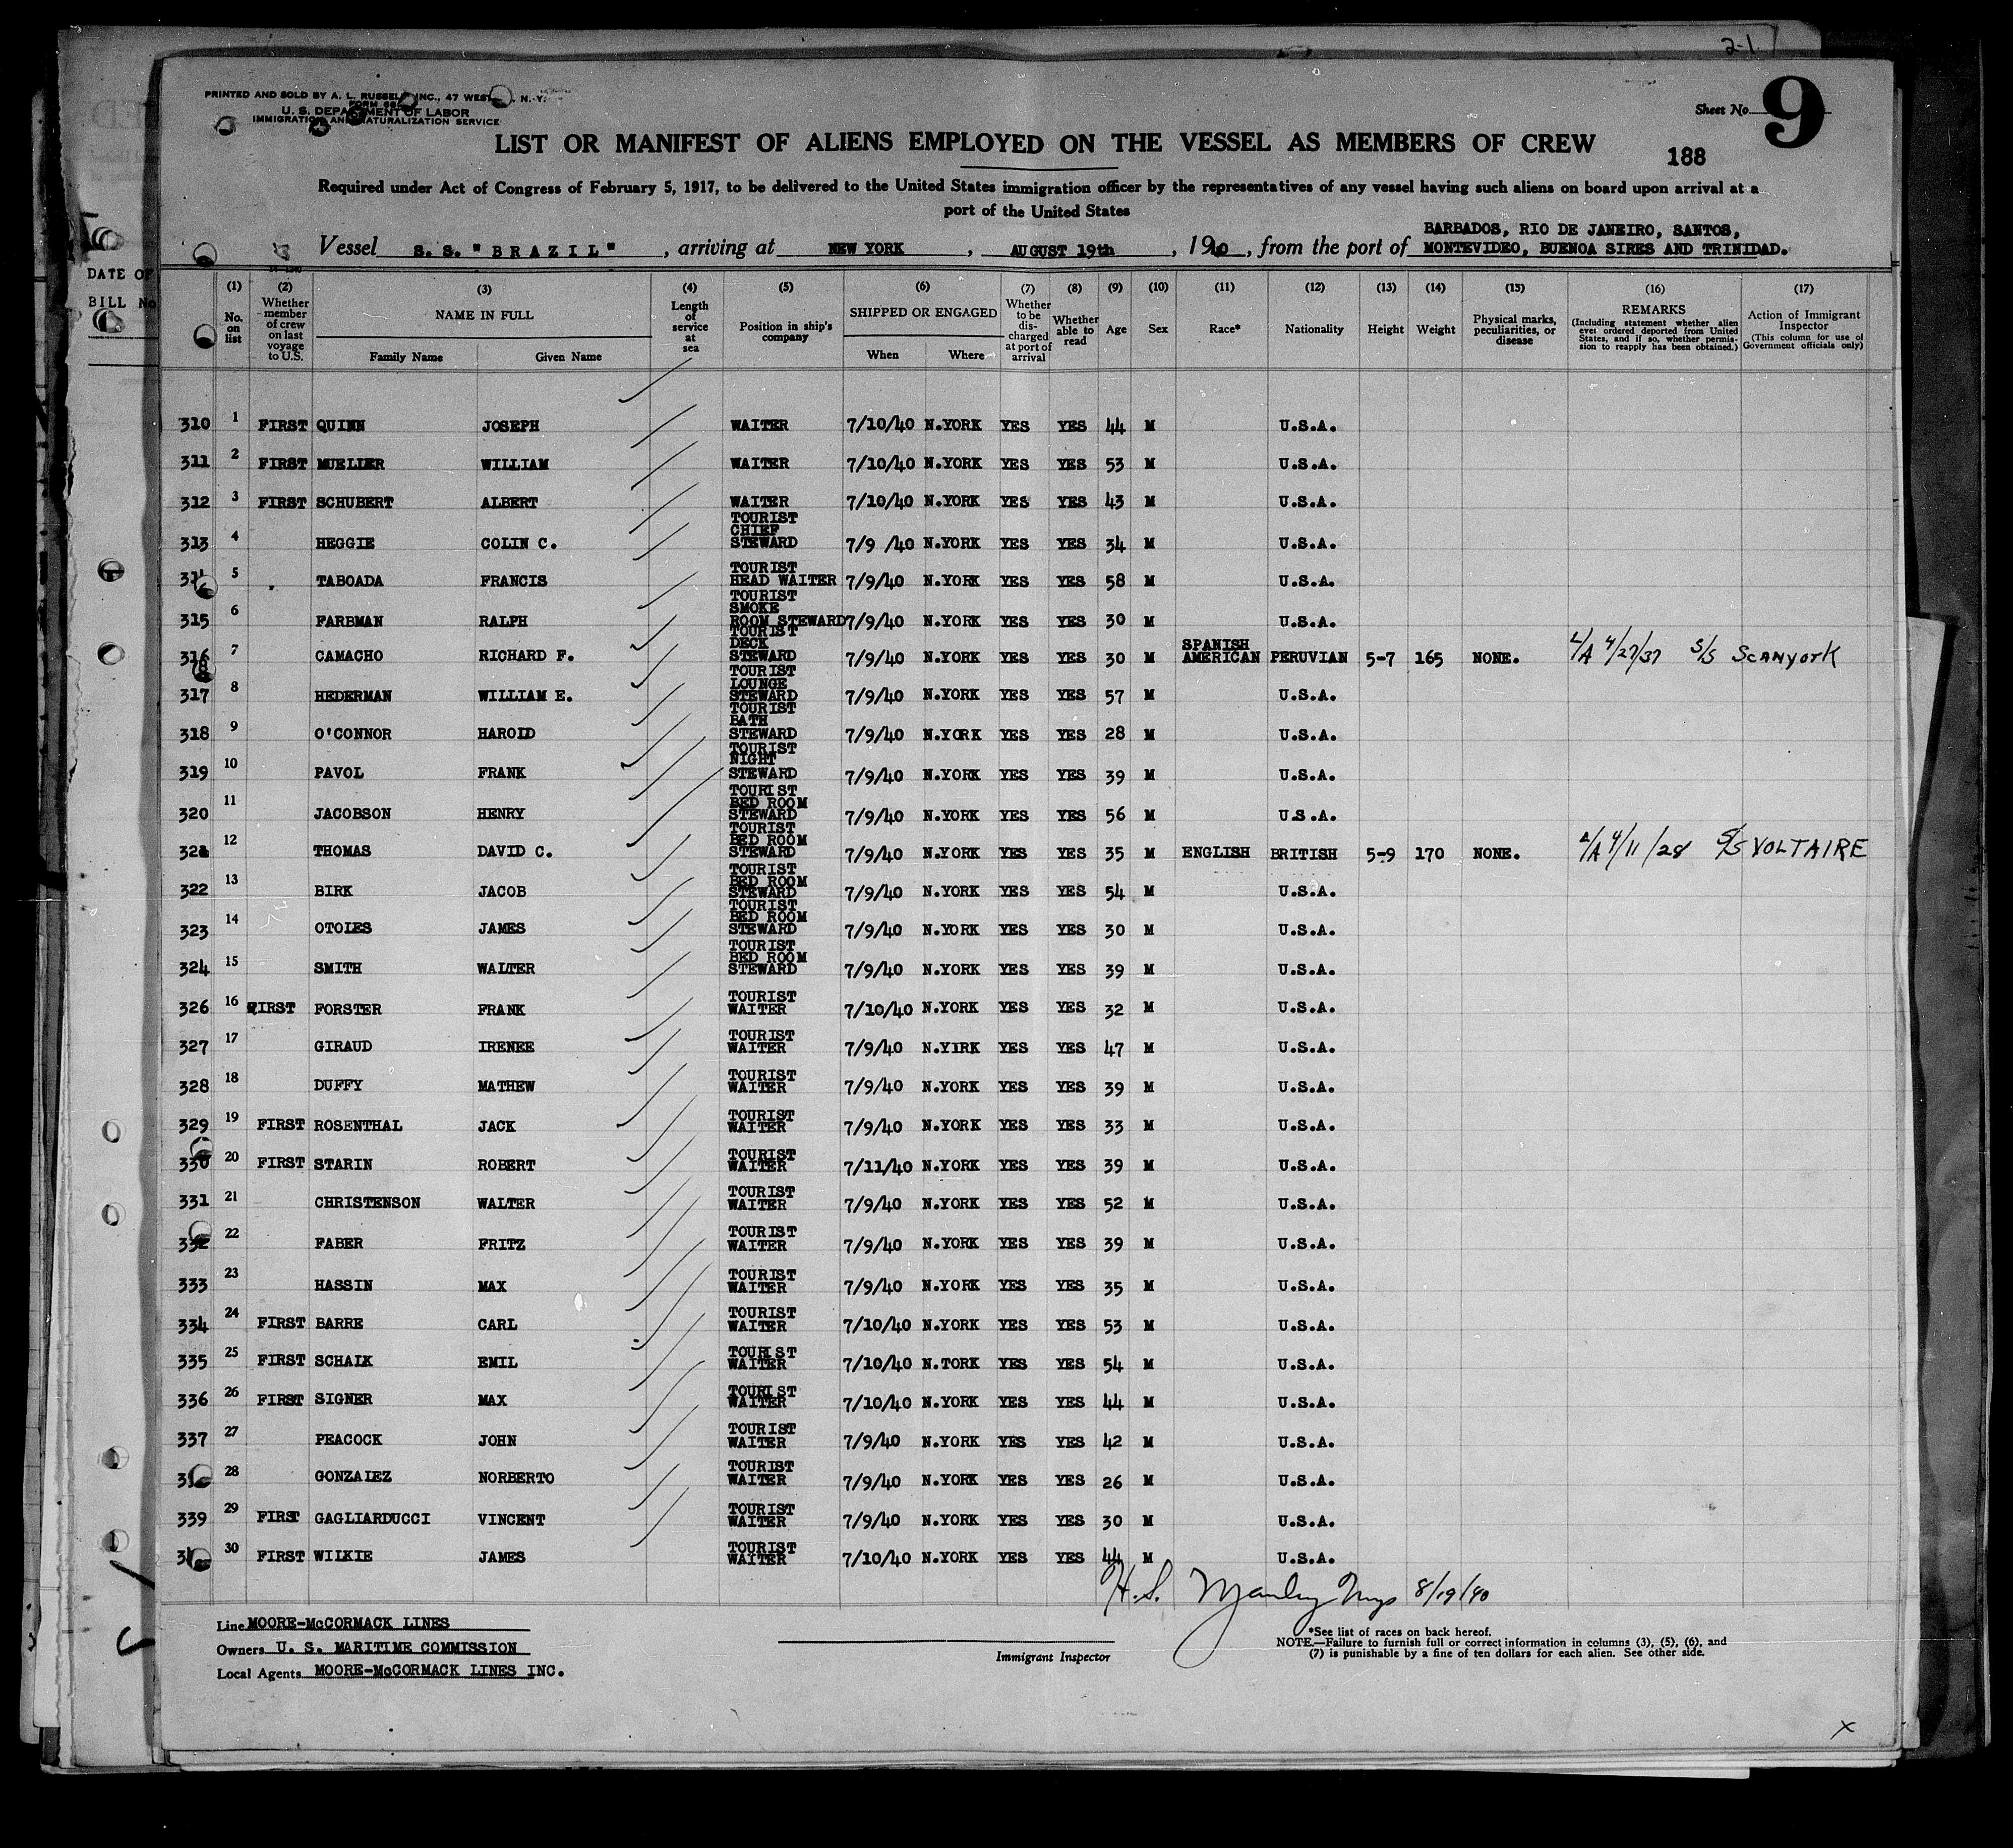 2-1
PRINTED AND SOLD BY A. L. RUSSELL, INC., 47 WEST N. Y.
U. S. DEPARTMENT OF LABOR
IMMIGRATION AND NATURALIZATION SERVICE
Sheet No. 9
LIST OR MANIFEST OF ALIENS EMPLOYED ON THE VESSEL AS MEMBERS OF CREW
188
Required under Act of Congress of February 5, 1917, to be delivered to the United States immigration officer by the representatives of any vessel having such aliens on board upon arrival at a
port of the United States
BARBADOS, RIO DE JANEIRO, SANTOS,
Vessel S. S. "BRAZIL", arriving at NEW YORK, AUGUST 19th, 1940, from the port of MONTEVIDEO, BUENOA SIRES AND TRINIDAD.
DATE OF
BILL No
(1) No. on list
(2) Whether member of crew on last voyage to U.S.
(3) NAME IN FULL Family Name Given Name
(4) Length of service at sea
(5) Position in ship's company
(6) SHIPPED OR ENGAGED When Where
(7) Whether to be discharged at port of arrival
(8) Whether able to read
(9) Age
(10) Sex
(11) Race*
(12) Nationality
(13) Height
(14) Weight
(15) Physical marks, peculiarities, or disease
(16) REMARKS (Including statement whether alien ever ordered deported from United States, and if so, whether permission to reapply has been obtained.)
(17) Action of Immigrant Inspector (This column for use of Government officials only)
310 1 FIRST QUINN JOSEPH WAITER 7/10/40 N.YORK YES YES 44 M U.S.A.
311 2 FIRST MUELLER WILLIAM WAITER 7/10/40 N.YORK YES YES 53 M U.S.A.
312 3 FIRST SCHUBERT ALBERT WAITER 7/10/40 N.YORK YES YES 43 M U.S.A.
313 4 HEGGIE COLIN C. TOURIST CHIEF STEWARD 7/9 /40 N.YORK YES YES 34 M U.S.A.
5 TABOADA FRANCIS TOURIST HEAD WAITER 7/9/40 N.YORK YES YES 58 M U.S.A.
315 6 FARBMAN RALPH TOURIST SMOKE ROOM STEWARD 7/9/40 N.YORK YES YES 30 M U.S.A.
316 7 CAMACHO RICHARD F. TOURIST DECK STEWARD 7/9/40 N.YORK YES YES 30 M SPANISH AMERICAN PERUVIAN 5-7 165 NONE. L/A 4/27/37 S/S SCANYORK
317 8 HEDERMAN WILLIAM E. TOURIST LOUNGE STEWARD 7/9/40 N.YORK YES YES 57 M U.S.A.
318 9 O'CONNOR HAROLD TOURIST BATH STEWARD 7/9/40 N.YORK YES YES 28 M U.S.A.
319 10 PAVOL FRANK TOURIST NIGHT STEWARD 7/9/40 N.YORK YES YES 39 M U.S.A.
320 11 JACOBSON HENRY TOURIST BED ROOM STEWARD 7/9/40 N.YORK YES YES 56 M U.S.A.
321 12 THOMAS DAVID C. TOURIST BED ROOM STEWARD 7/9/40 N.YORK YES YES 35 M ENGLISH BRITISH 5-9 170 NONE. L/A 4/11/28 S/S VOLTAIRE
322 13 BIRK JACOB TOURIST BED ROOM STEWARD 7/9/40 N.YORK YES YES 54 M U.S.A.
323 14 OTOLES JAMES TOURIST BED ROOM STEWARD 7/9/40 N.YORK YES YES 30 M U.S.A.
324 15 SMITH WALTER TOURIST BED ROOM STEWARD 7/9/40 N.YORK YES YES 39 M U.S.A.
326 16 FIRST FORSTER FRANK TOURIST WAITER 7/10/40 N.YORK YES YES 32 M U.S.A.
327 17 GIRAUD IRENEE TOURIST WAITER 7/9/40 N.YIRK YES YES 47 M U.S.A.
328 18 DUFFY MATHEW TOURIST WAITER 7/9/40 N.YORK YES YES 39 M U.S.A.
329 19 FIRST ROSENTHAL JACK TOURIST WAITER 7/9/40 N.YORK YES YES 33 M U.S.A.
330 20 FIRST STARIN ROBERT TOURIST WAITER 7/11/40 N.YORK YES YES 39 M U.S.A.
331 21 CHRISTENSON WALTER TOURIST WAITER 7/9/40 N.YORK YES YES 52 M U.S.A.
332 22 FABER FRITZ TOURIST WAITER 7/9/40 N.YORK YES YES 39 M U.S.A.
333 23 HASSIN MAX TOURIST WAITER 7/9/40 N.YORK YES YES 35 M U.S.A.
334 24 FIRST BARRE CARL TOURIST WAITER 7/10/40 N.YORK YES YES 53 M U.S.A.
335 25 FIRST SCHAIK EMIL TOURIST WAITER 7/10/40 N.TORK YES YES 54 M U.S.A.
336 26 FIRST SIGNER MAX TOURIST WAITER 7/10/40 N.YORK YES YES 44 M U.S.A.
337 27 PEACOCK JOHN TOURIST WAITER 7/9/40 N.YORK YES YES 42 M U.S.A.
28 GONZALEZ NORBERTO TOURIST WAITER 7/9/40 N.YORK YES YES 26 M U.S.A.
339 29 FIRST GAGLIARDUCCI VINCENT TOURIST WAITER 7/9/40 N.YORK YES YES 30 M U.S.A.
30 FIRST WILKIE JAMES TOURIST WAITER 7/10/40 N.YORK YES YES 44 M U.S.A.
H. S. Manley 8/19/40
Line MOORE-McCORMACK LINES
Owners U. S. MARITIME COMMISSION
Local Agents MOORE-McCORMACK LINES INC.
Immigrant Inspector
*See list of races on back hereof.
NOTE.—Failure to furnish full or correct information in columns (3), (5), (6), and
(7) is punishable by a fine of ten dollars for each alien. See other side.
x